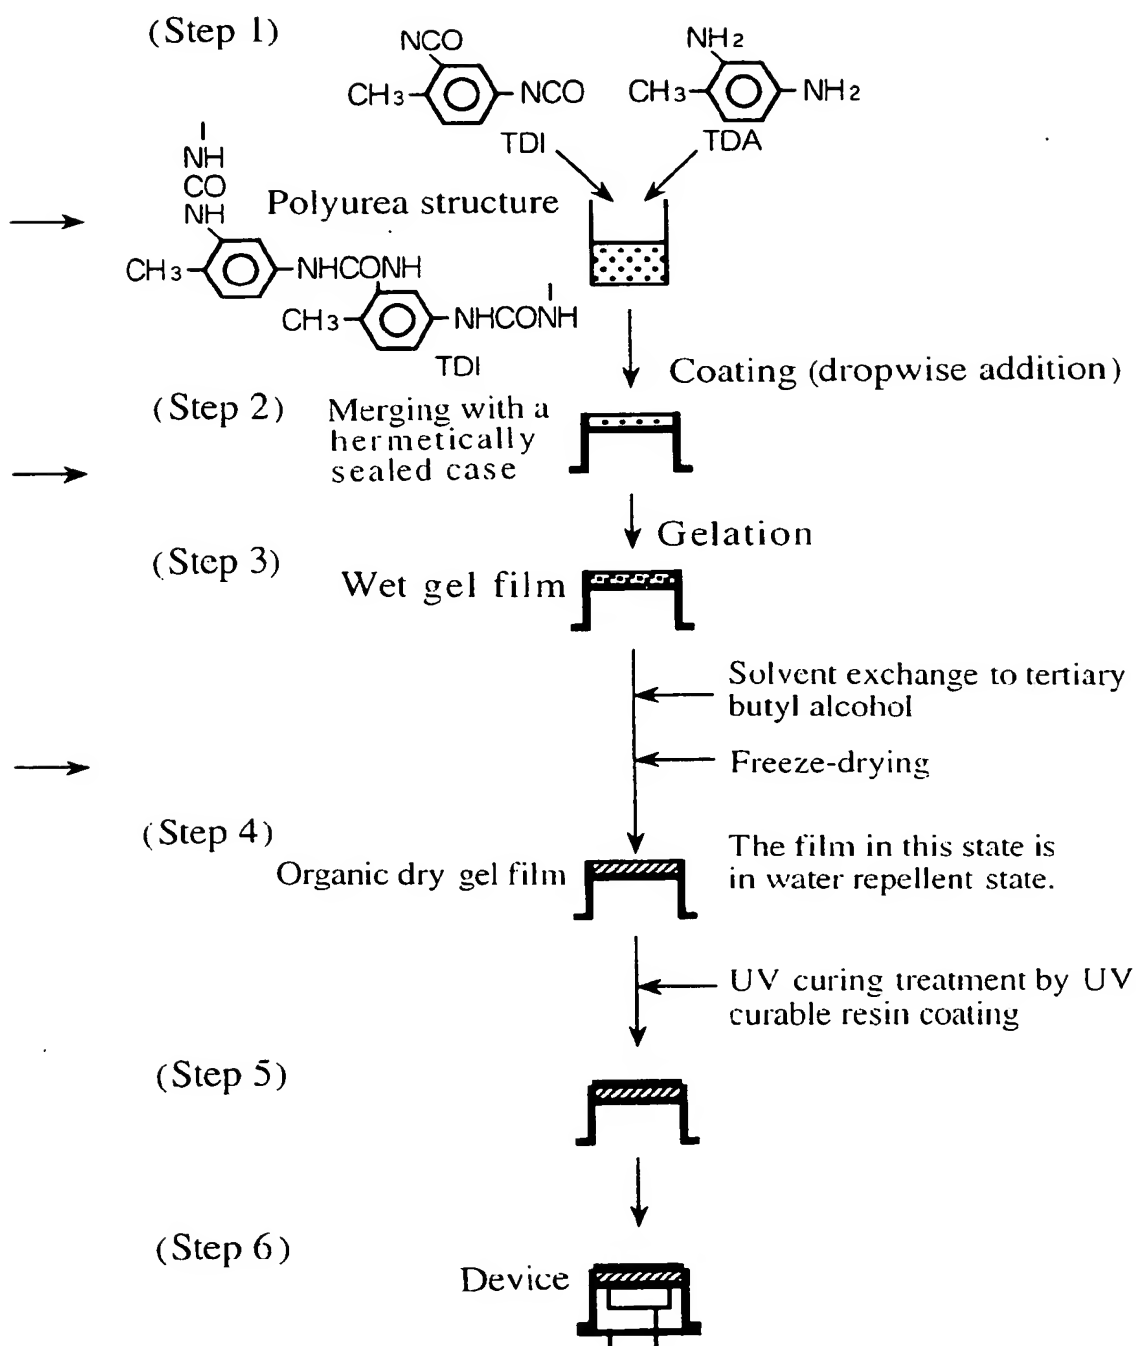 (Step 1)
NCO
CH3
NCO
TDI
NH2
CH3
NH2
TDA
NH
CO
NH
Polyurea structure
CH3
NHCONH
CH3
NHCONH
TDI
Coating (dropwise addition)
(Step 2)
Merging with a
hermetically
sealed case
Gelation
(Step 3)
Wet gel film
Solvent exchange to tertiary
butyl alcohol
Freeze-drying
(Step 4)
Organic dry gel film
The film in this state is
in water repellent state.
UV curing treatment by UV
curable resin coating
(Step 5)
(Step 6)
Device